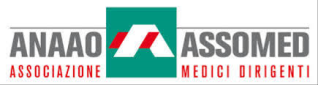 ANAAO ASSOMED
ASSOCIAZIONE MEDICI DIRIGENTI